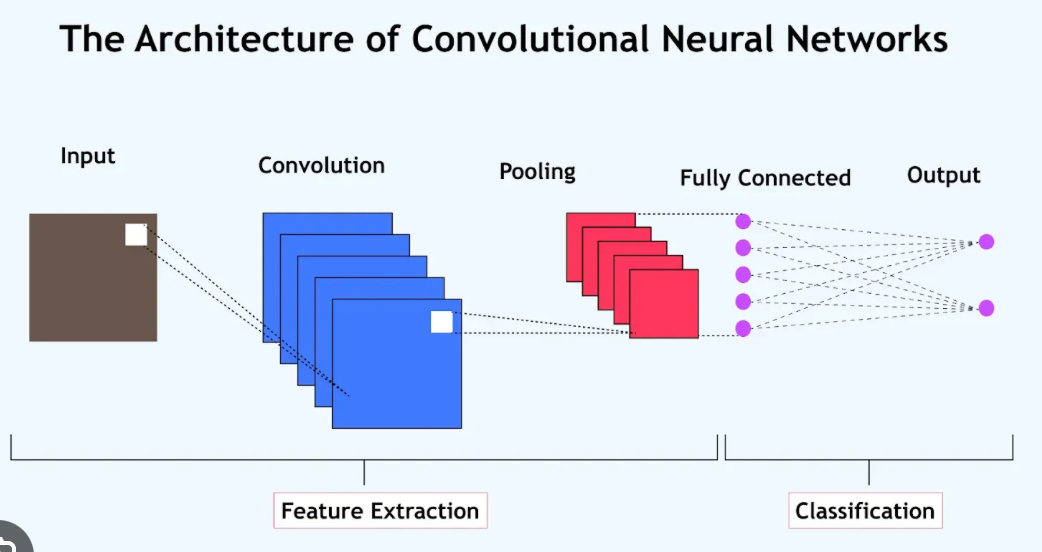 The Architecture of Convolutional Neural Networks
Input
Convolution
Pooling
Fully Connected
Output
Feature Extraction
Classification